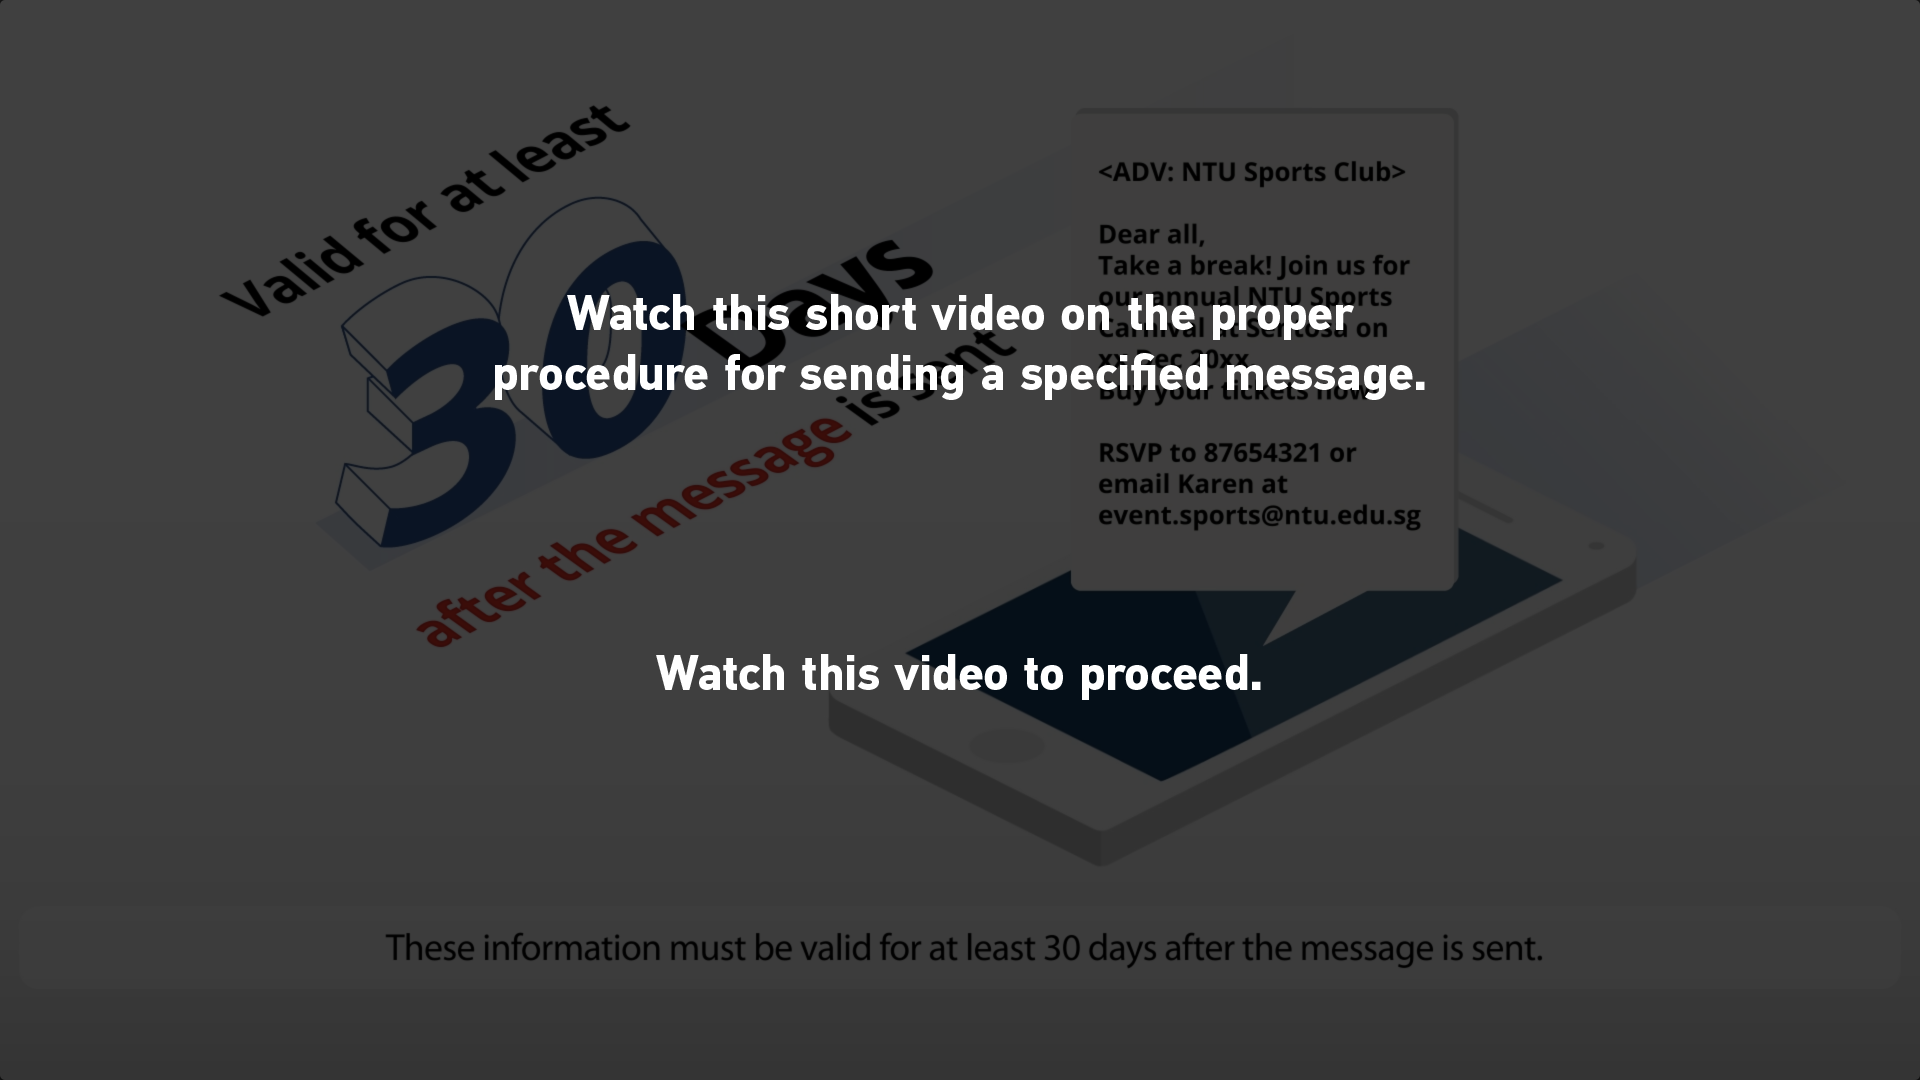 Valid for at least
30 Days
after the message is sent
<ADV: NTU Sports Club>
Dear all,
Take a break! Join us for
our annual NTU Sports
Carnival at Sentosa on
xx Dec 20xx
Buy your tickets now
RSVP to 87654321 or
email Karen at
event.sports@ntu.edu.sg
Watch this short video on the proper
procedure for sending a specified message.
Watch this video to proceed.
These information must be valid for at least 30 days after the message is sent.